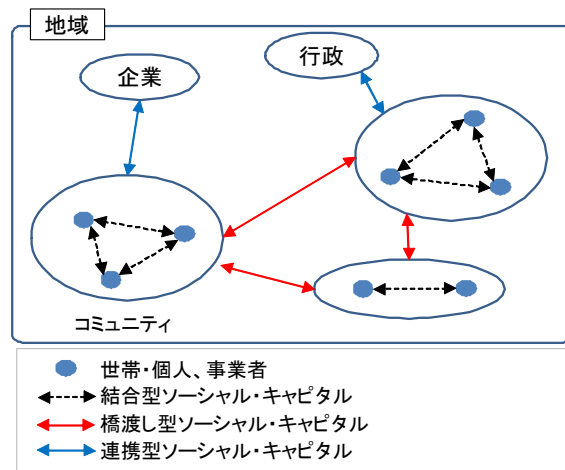 地域
企業
行政
コミュニティ
世帯・個人、事業者
結合型ソーシャル・キャピタル
橋渡し型ソーシャル・キャピタル
連携型ソーシャル・キャピタル